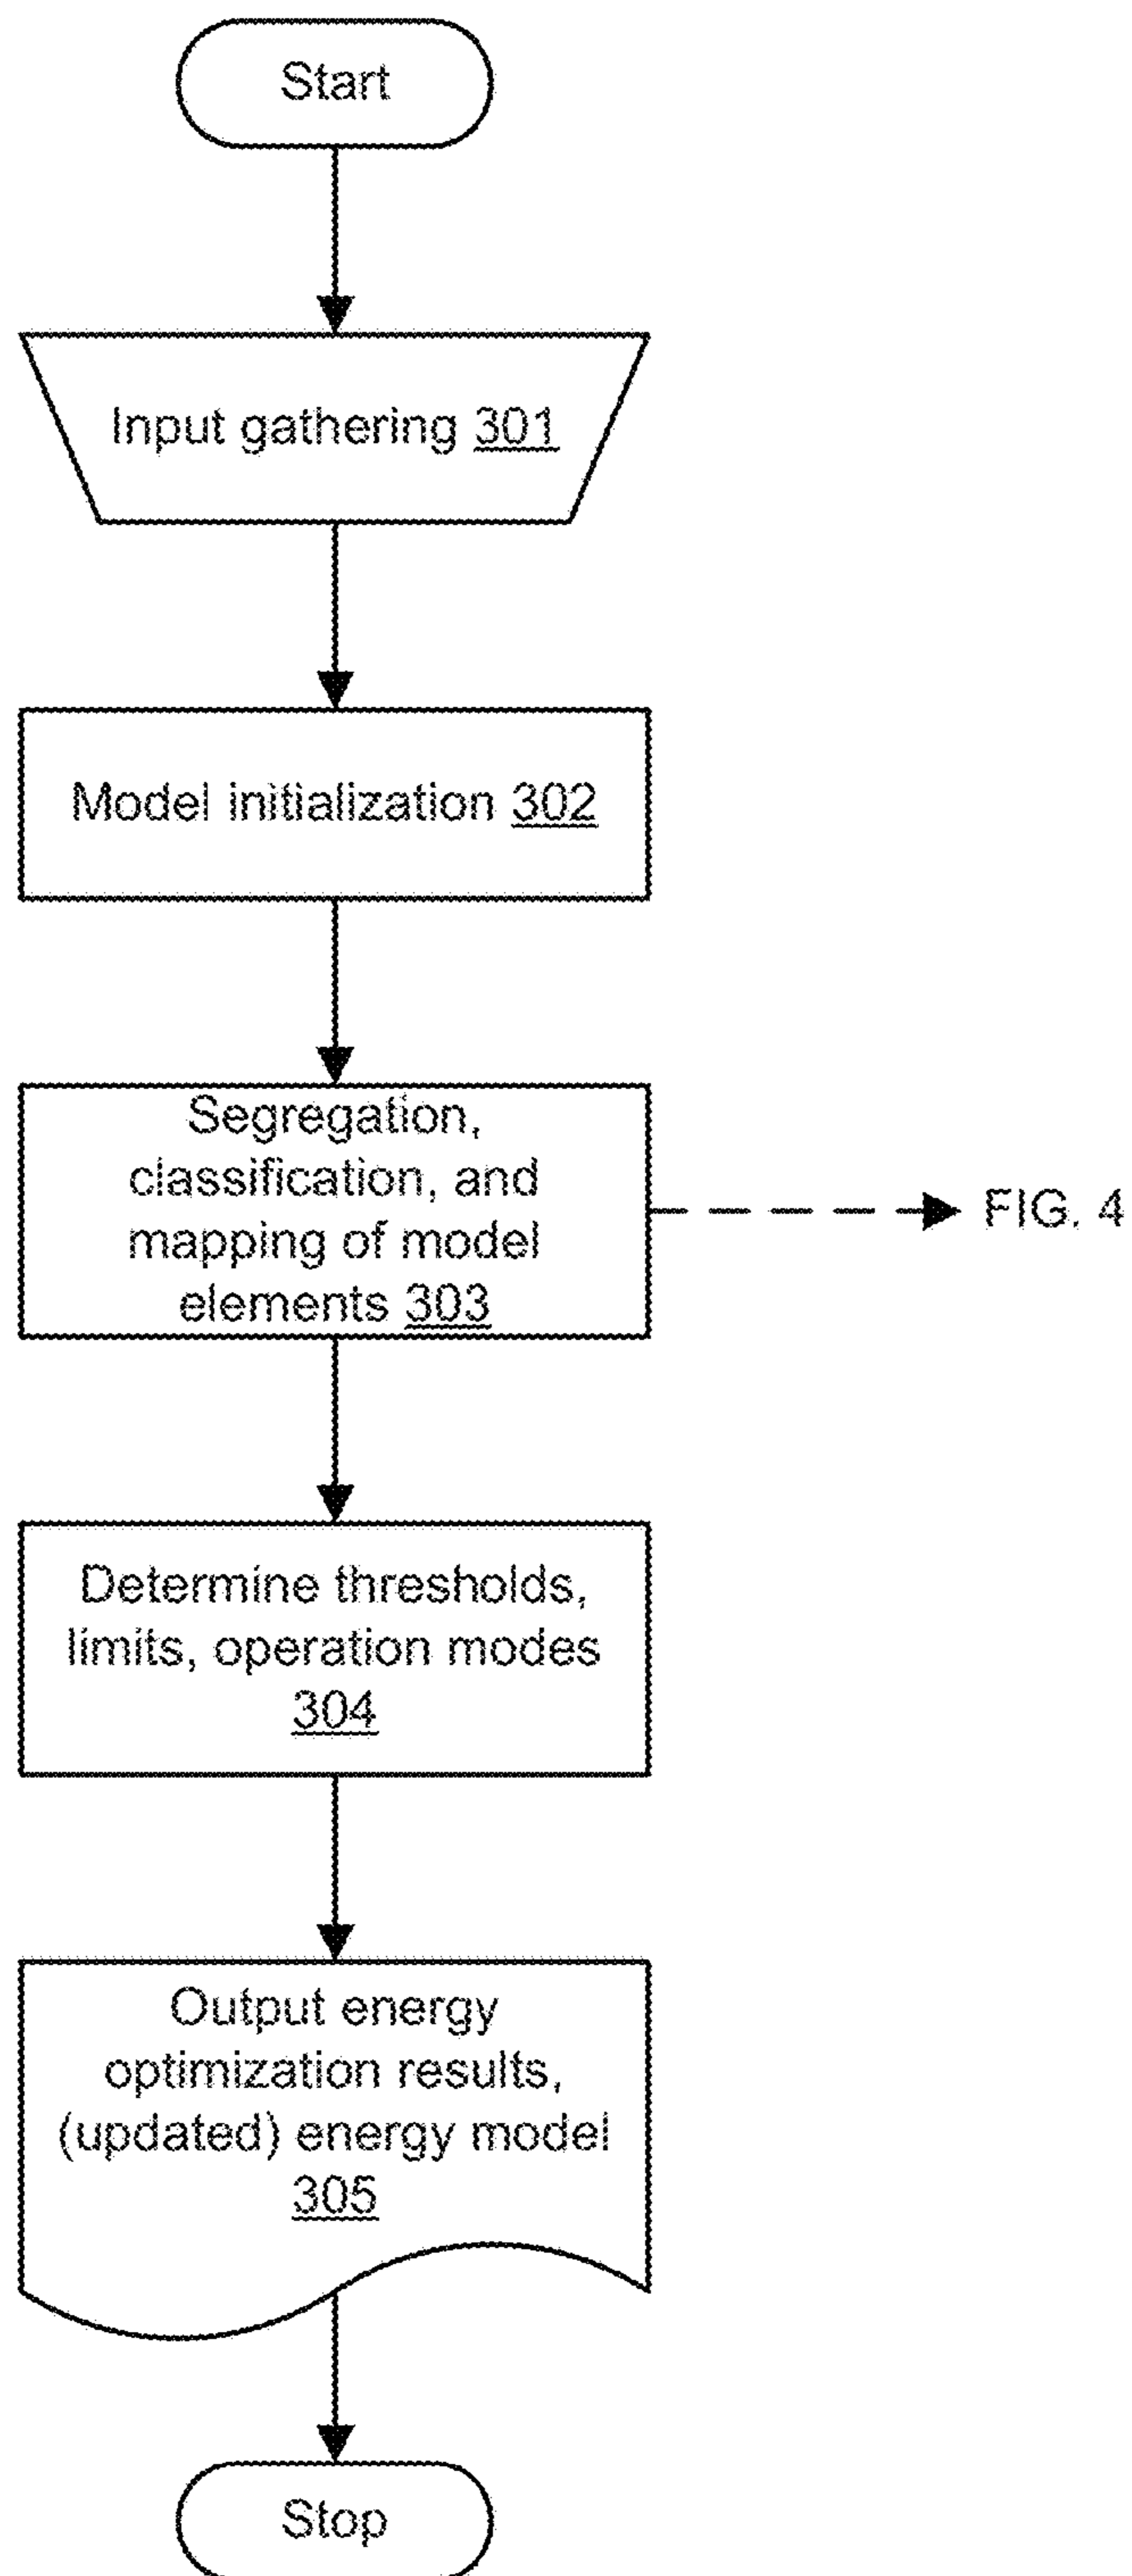 Start
Input gathering 301
Model initialization 302
Segregation,
classification, and
mapping of model
elements 303
FIG. 4
Determine thresholds,
limits, operation modes
304
Output energy
optimization results,
(updated) energy model
305
Stop